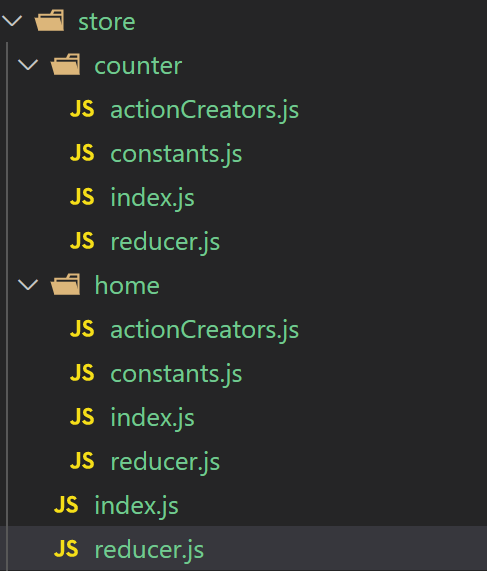 store
counter
JS actionCreators.js
JS constants.js
JS index.js
JS reducer.js
home
JS actionCreators.js
JS constants.js
JS index.js
JS reducer.js
JS index.js
JS reducer.js